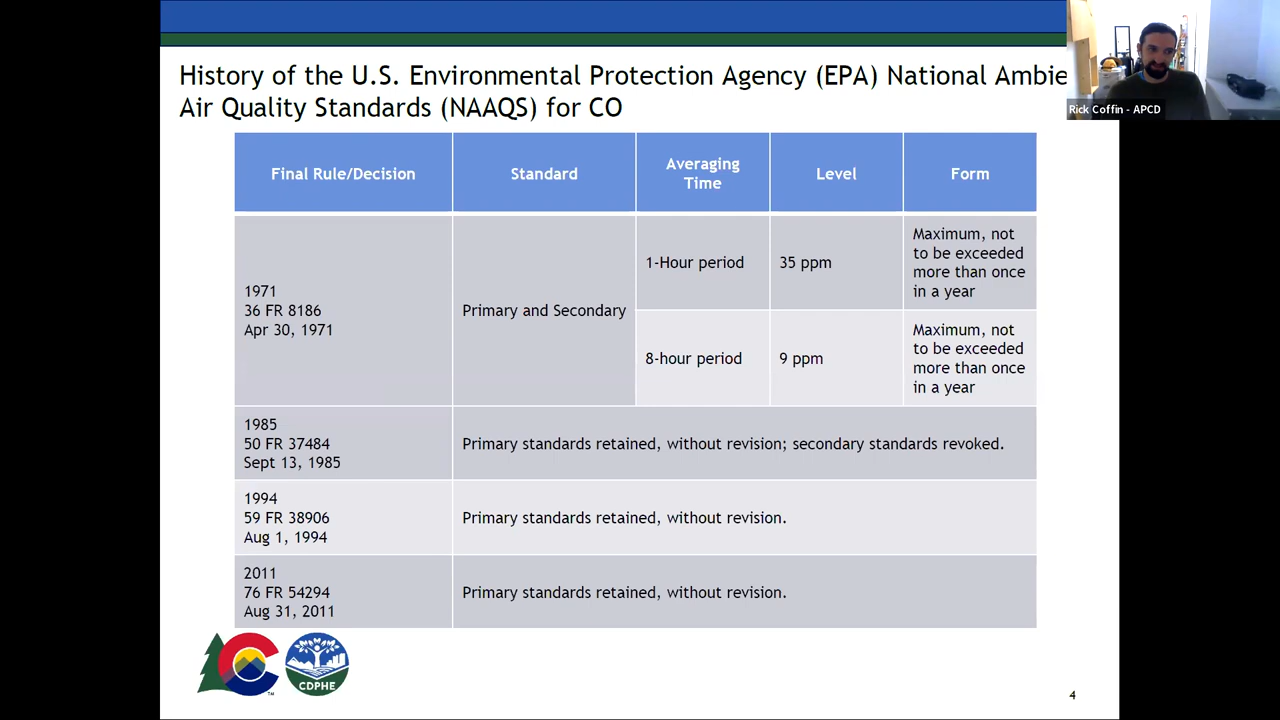 History of the U.S. Environmental Protection Agency (EPA) National Ambie
Air Quality Standards (NAAQS) for CO
Rick Coffin - APCD
Final Rule/Decision
Standard
Averaging
Time
Level
Form
1971
36 FR 8186
Apr 30, 1971
Primary and Secondary
1-Hour period
35 ppm
Maximum, not
to be exceeded
more than once
in a year
8-hour period
9 ppm
Maximum, not
to be exceeded
more than once
in a year
1985
50 FR 37484
Sept 13, 1985
Primary standards retained, without revision; secondary standards revoked.
1994
59 FR 38906
Aug 1, 1994
Primary standards retained, without revision.
2011
76 FR 54294
Aug 31, 2011
Primary standards retained, without revision.
TM
CDPHE
4